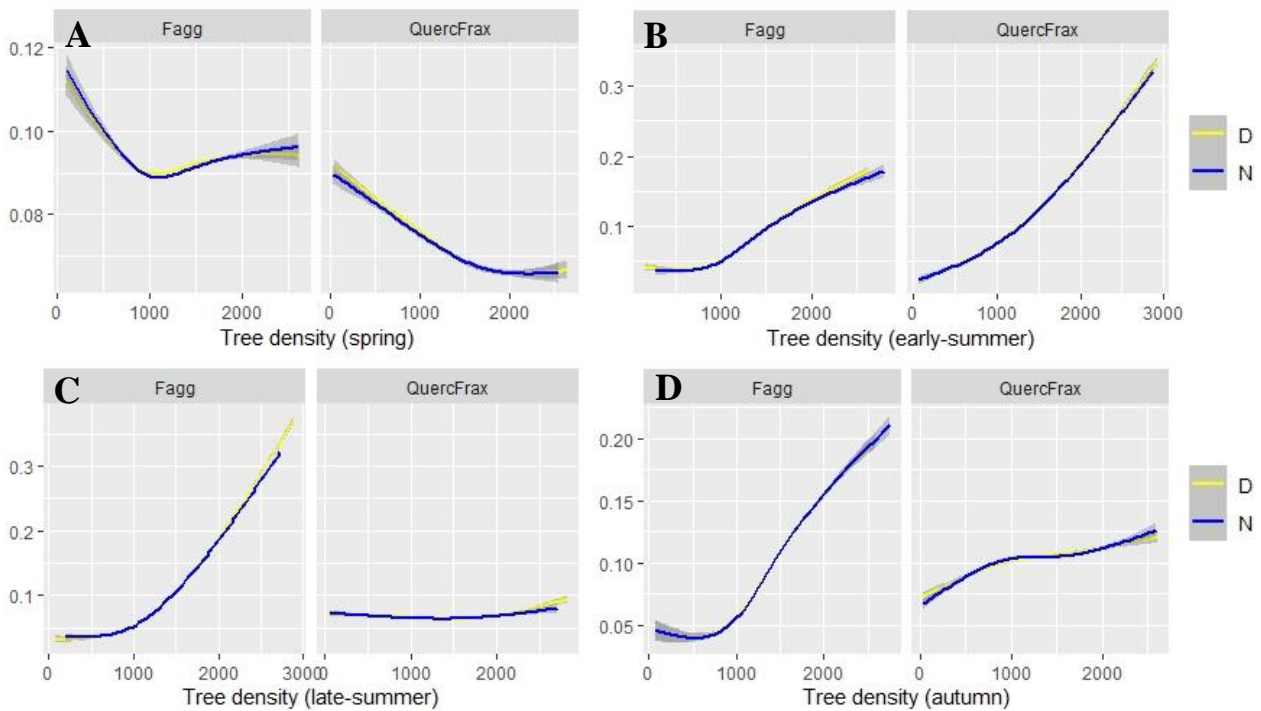 A Fagg QuercFrax
0.12
0.10
0.08
0 1000 2000 0 1000 2000
Tree density (spring)
B Fagg QuercFrax
0.3
0.2
0.1
1000 2000 0 1000 2000 3000
Tree density (early-summer)
D
N
C Fagg QuercFrax
0.3
0.2
0.1
0 1000 2000 3000 0 1000 2000
Tree density (late-summer)
D Fagg QuercFrax
0.20
0.15
0.10
0.05
0 1000 2000 0 1000 2000
Tree density (autumn)
D
N